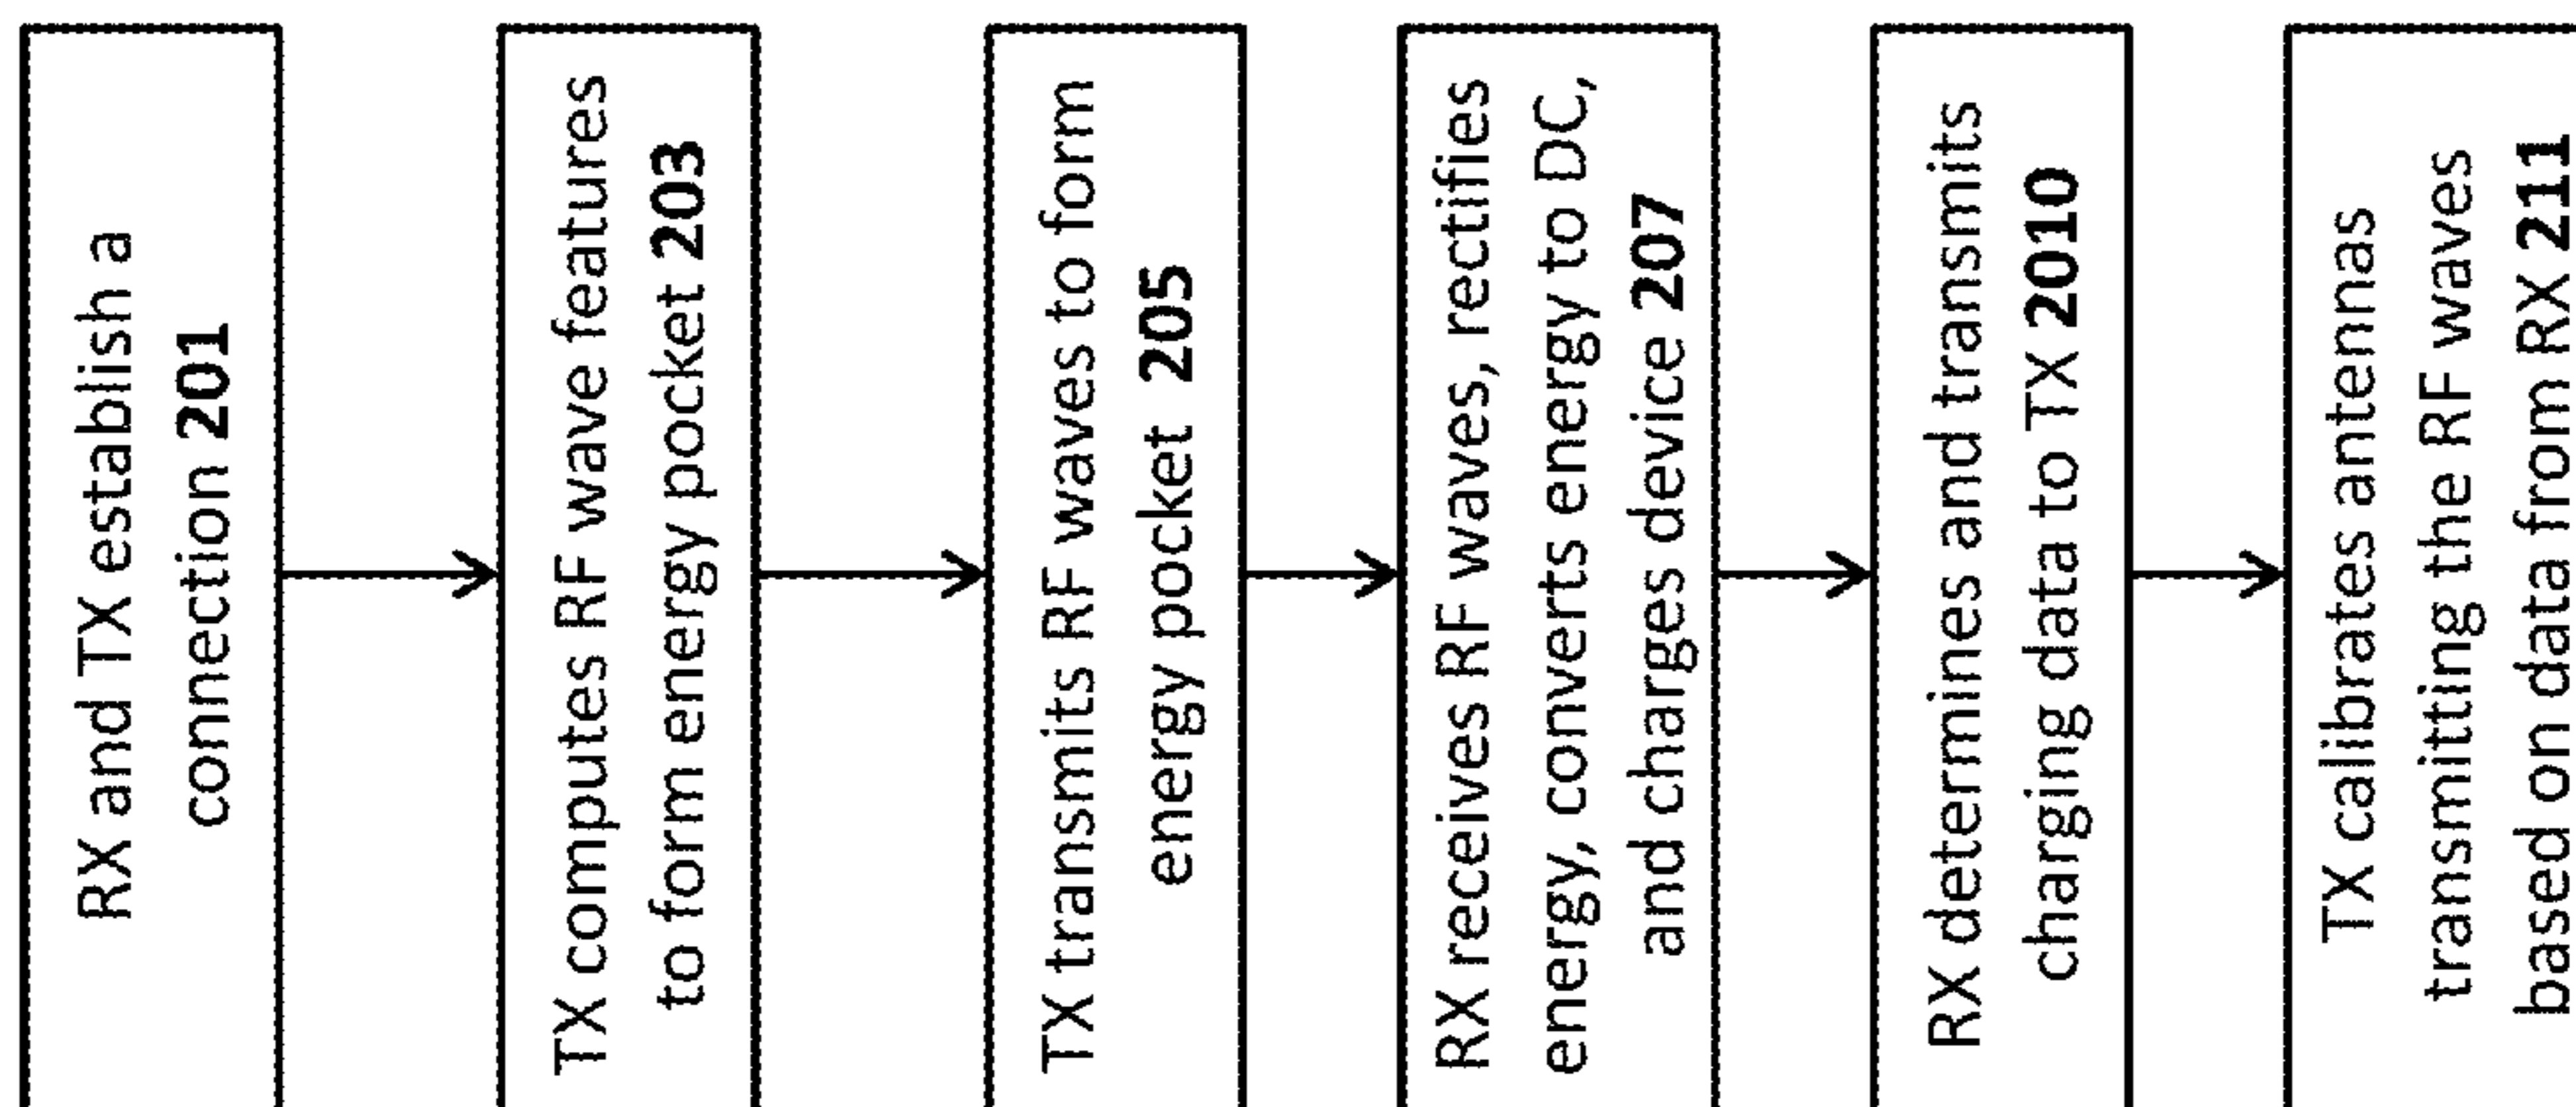 RX and TX establish a
connection 201
TX computes RF wave features
to form energy pocket 203
TX transmits RF waves to form
energy pocket 205
RX receives RF waves, rectifies
energy, converts energy to DC,
and charges device 207
RX determines and transmits
charging data to TX 2010
TX calibrates antennas
transmitting the RF waves
based on data from RX 211